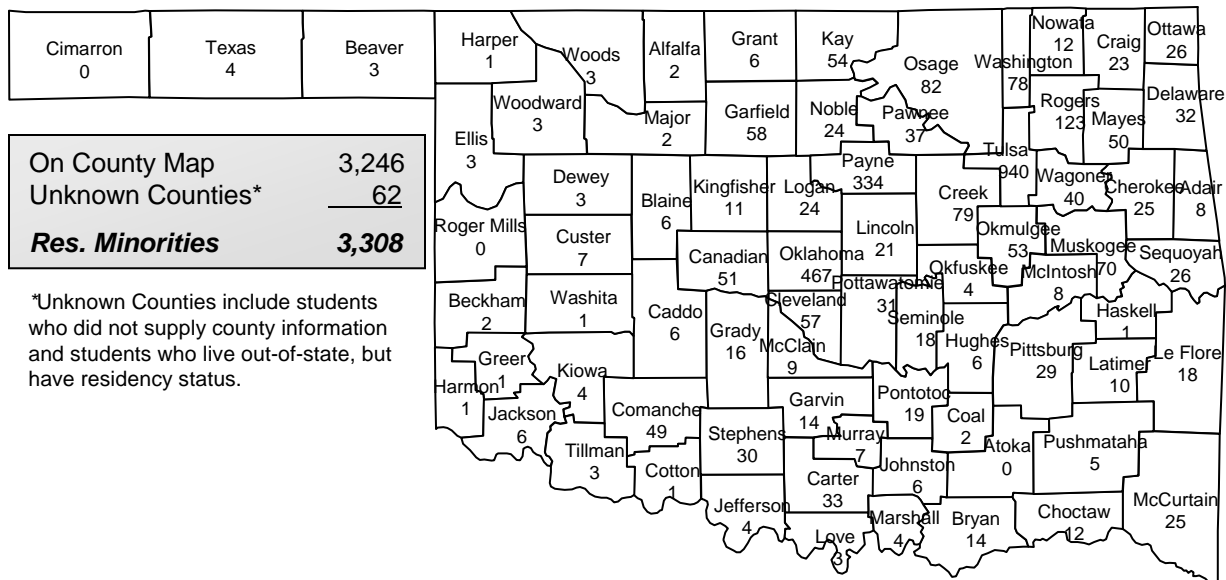 Cimarron
0
Texas
4
Beaver
3
Harper
1
Woods
3
Alfalfa
2
Grant
6
Kay
54
Osage
82
Washington
78
Nowata
12
Craig
23
Ottawa
26
Woodward
3
Ellis
3
Major
2
Garfield
58
Noble
24
Pawnee
37
Rogers
123
Mayes
50
Delaware
32
On County Map 3,246
Unknown Counties* 62
Res. Minorities 3,308
*Unknown Counties include students
who did not supply county information
and students who live out-of-state, but
have residency status.
Roger Mills
0
Dewey
3
Custer
7
Blaine
6
Kingfisher
11
Logan
24
Payne
334
Creek
79
Tulsa
940
Wagoner
40
Cherokee
25
Adair
8
Canadian
51
Oklahoma
467
Lincoln
21
Okmulgee
53
Muskogee
70
Sequoyah
26
Okfuskee
4
McIntosh
8
Beckham
2
Washita
1
Caddo
6
Grady
16
Cleveland
57
McClain
9
Pottawatomie
31
Seminole
18
Hughes
6
Pittsburg
29
Haskell
1
Latimer
10
Le Flore
18
Greer
1
Harmon
1
Jackson
6
Kiowa
4
Tillman
3
Comanche
49
Cotton
1
Stephens
30
Jefferson
4
Garvin
14
Murray
7
Carter
33
Love
3
Pontotoc
19
Johnston
6
Marshall
4
Coal
2
Atoka
0
Bryan
14
Pushmataha
5
Choctaw
12
McCurtain
25